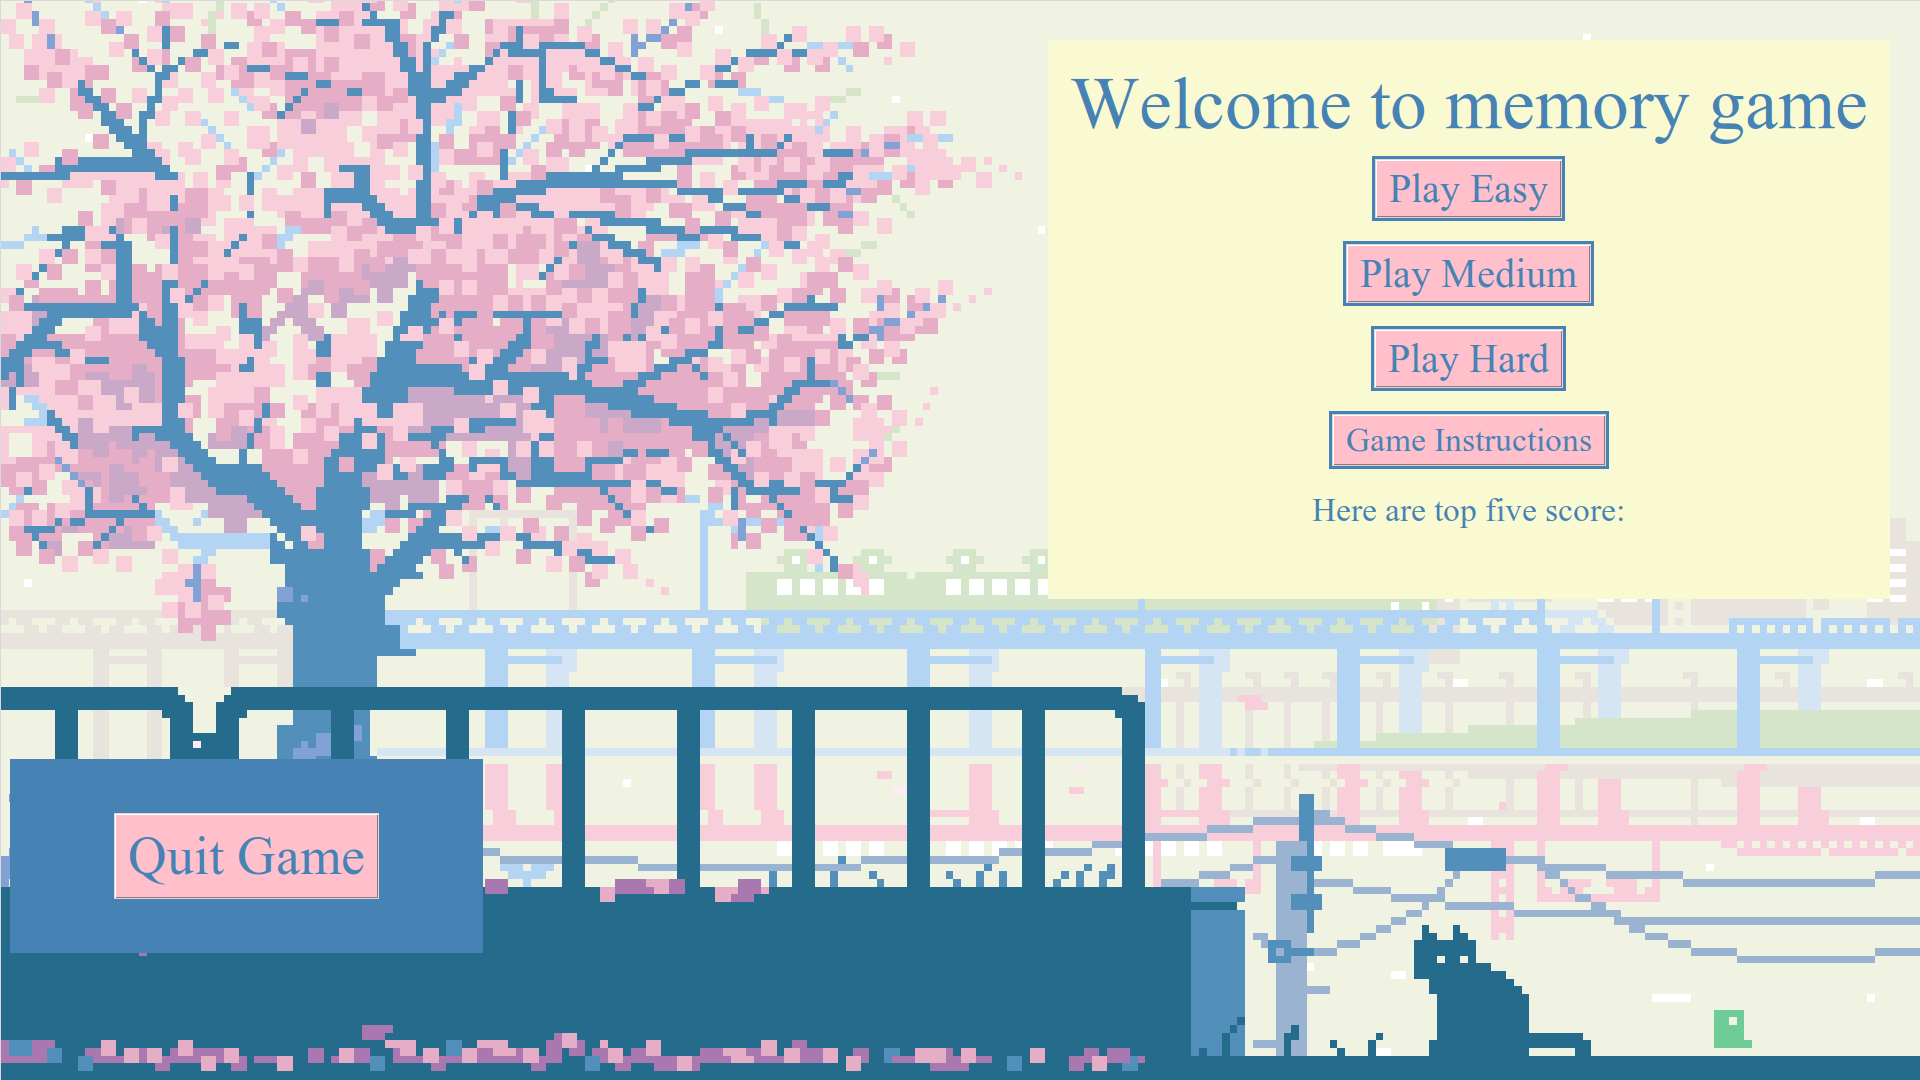 Welcome to memory game
Play Easy
Play Medium
Play Hard
Game Instructions
Here are top five score:
Quit Game